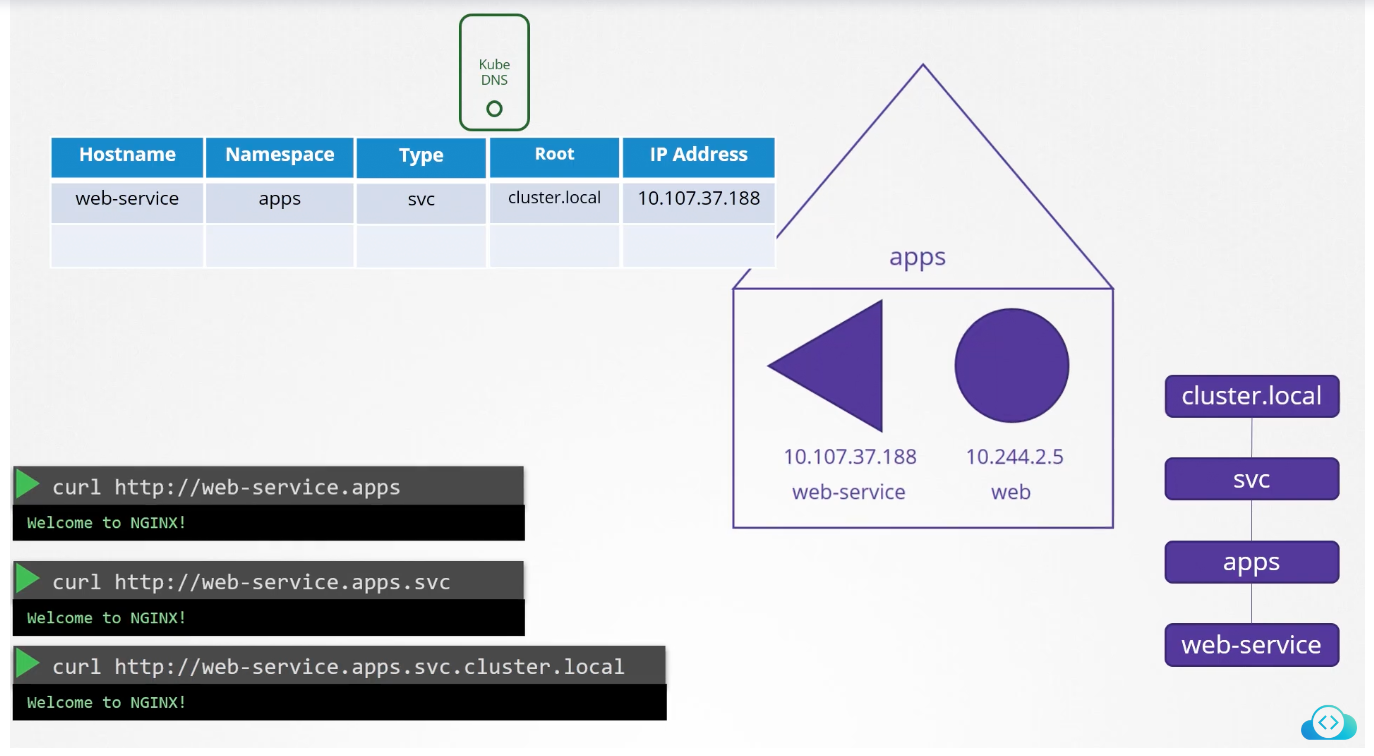 Kube
DNS
Hostname Namespace Type Root IP Address
web-service apps svc cluster.local 10.107.37.188
apps
10.107.37.188 10.244.2.5
web-service web
cluster.local
svc
apps
web-service
curl http://web-service.apps
Welcome to NGINX!
curl http://web-service.apps.svc
Welcome to NGINX!
curl http://web-service.apps.svc.cluster.local
Welcome to NGINX!